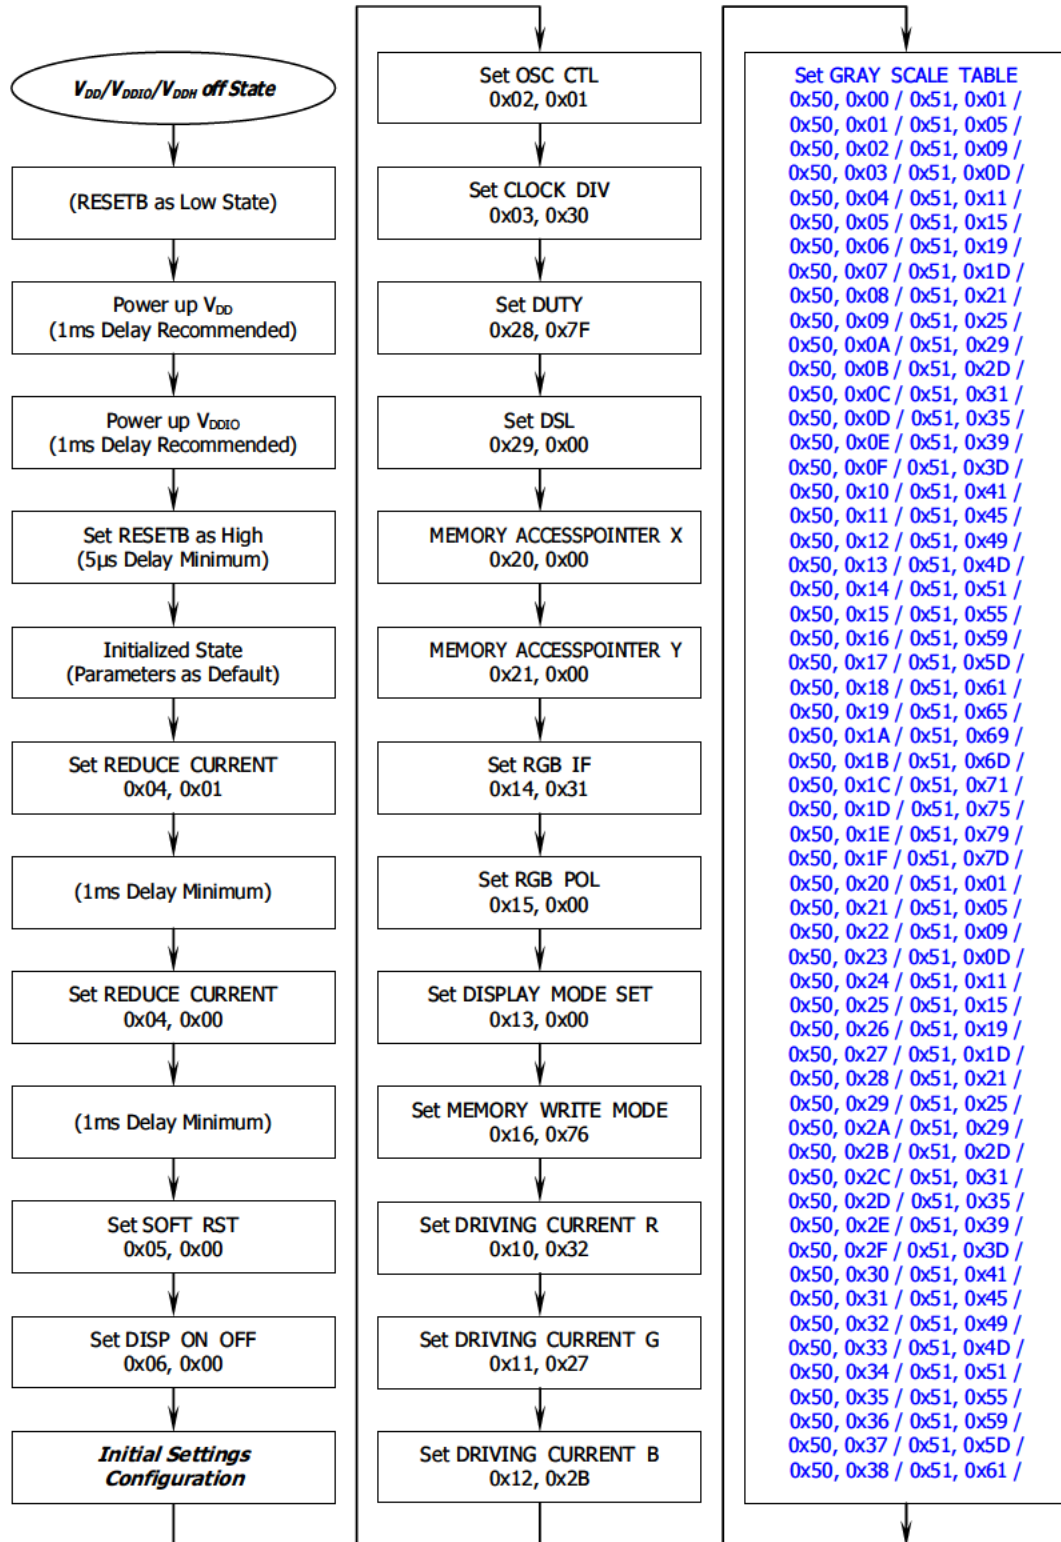 VDD/VDDIO/VDDH off State
(RESETB as Low State)
Power up VDD
(1ms Delay Recommended)
Power up VDDIO
(1ms Delay Recommended)
Set RESETB as High
(5µs Delay Minimum)
Initialized State
(Parameters as Default)
Set REDUCE CURRENT
0x04, 0x01
(1ms Delay Minimum)
Set REDUCE CURRENT
0x04, 0x00
(1ms Delay Minimum)
Set SOFT RST
0x05, 0x00
Set DISP ON OFF
0x06, 0x00
Initial Settings
Configuration
Set OSC CTL
0x02, 0x01
Set CLOCK DIV
0x03, 0x30
Set DUTY
0x28, 0x7F
Set DSL
0x29, 0x00
MEMORY ACCESSPOINTER X
0x20, 0x00
MEMORY ACCESSPOINTER Y
0x21, 0x00
Set RGB IF
0x14, 0x31
Set RGB POL
0x15, 0x00
Set DISPLAY MODE SET
0x13, 0x00
Set MEMORY WRITE MODE
0x16, 0x76
Set DRIVING CURRENT R
0x10, 0x32
Set DRIVING CURRENT G
0x11, 0x27
Set DRIVING CURRENT B
0x12, 0x2B
Set GRAY SCALE TABLE
0x50, 0x00 / 0x51, 0x01 /
0x50, 0x01 / 0x51, 0x05 /
0x50, 0x02 / 0x51, 0x09 /
0x50, 0x03 / 0x51, 0x0D /
0x50, 0x04 / 0x51, 0x11 /
0x50, 0x05 / 0x51, 0x15 /
0x50, 0x06 / 0x51, 0x19 /
0x50, 0x07 / 0x51, 0x1D /
0x50, 0x08 / 0x51, 0x21 /
0x50, 0x09 / 0x51, 0x25 /
0x50, 0x0A / 0x51, 0x29 /
0x50, 0x0B / 0x51, 0x2D /
0x50, 0x0C / 0x51, 0x31 /
0x50, 0x0D / 0x51, 0x35 /
0x50, 0x0E / 0x51, 0x39 /
0x50, 0x0F / 0x51, 0x3D /
0x50, 0x10 / 0x51, 0x41 /
0x50, 0x11 / 0x51, 0x45 /
0x50, 0x12 / 0x51, 0x49 /
0x50, 0x13 / 0x51, 0x4D /
0x50, 0x14 / 0x51, 0x51 /
0x50, 0x15 / 0x51, 0x55 /
0x50, 0x16 / 0x51, 0x59 /
0x50, 0x17 / 0x51, 0x5D /
0x50, 0x18 / 0x51, 0x61 /
0x50, 0x19 / 0x51, 0x65 /
0x50, 0x1A / 0x51, 0x69 /
0x50, 0x1B / 0x51, 0x6D /
0x50, 0x1C / 0x51, 0x71 /
0x50, 0x1D / 0x51, 0x75 /
0x50, 0x1E / 0x51, 0x79 /
0x50, 0x1F / 0x51, 0x7D /
0x50, 0x20 / 0x51, 0x01 /
0x50, 0x21 / 0x51, 0x05 /
0x50, 0x22 / 0x51, 0x09 /
0x50, 0x23 / 0x51, 0x0D /
0x50, 0x24 / 0x51, 0x11 /
0x50, 0x25 / 0x51, 0x15 /
0x50, 0x26 / 0x51, 0x19 /
0x50, 0x27 / 0x51, 0x1D /
0x50, 0x28 / 0x51, 0x21 /
0x50, 0x29 / 0x51, 0x25 /
0x50, 0x2A / 0x51, 0x29 /
0x50, 0x2B / 0x51, 0x2D /
0x50, 0x2C / 0x51, 0x31 /
0x50, 0x2D / 0x51, 0x35 /
0x50, 0x2E / 0x51, 0x39 /
0x50, 0x2F / 0x51, 0x3D /
0x50, 0x30 / 0x51, 0x41 /
0x50, 0x31 / 0x51, 0x45 /
0x50, 0x32 / 0x51, 0x49 /
0x50, 0x33 / 0x51, 0x4D /
0x50, 0x34 / 0x51, 0x51 /
0x50, 0x35 / 0x51, 0x55 /
0x50, 0x36 / 0x51, 0x59 /
0x50, 0x37 / 0x51, 0x5D /
0x50, 0x38 / 0x51, 0x61 /